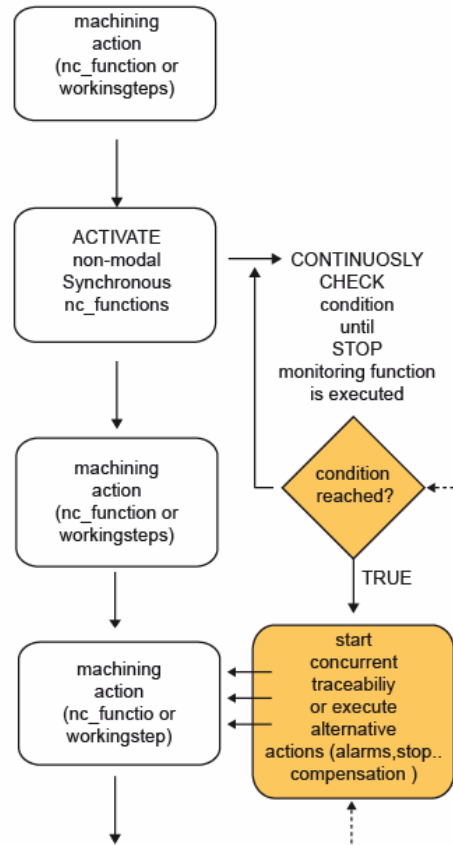 machining
action
(nc_function or
workinsgteps)
ACTIVATE
non-modal
Synchronous
nc_functions
CONTINUOSLY
CHECK
condition
until
STOP
monitoring function
is executed
machining
action
(nc_function or
workingsteps)
condition
reached?
TRUE
machining
action
(nc_functio or
workingstep)
start
concurrent
traceabiliy
or execute
alternative
actions (alarms,stop..
compensation )